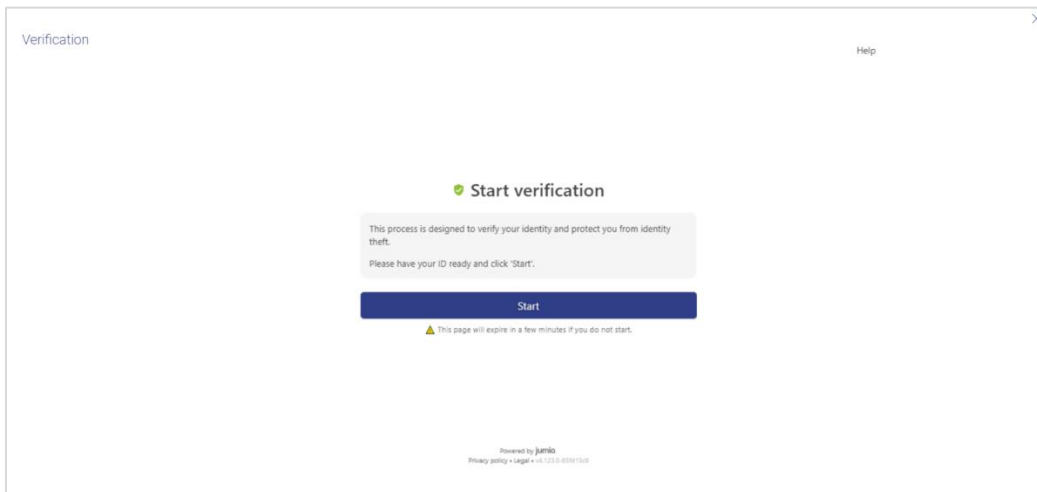 Verification
Help
Start verification
This process is designed to verify your identity and protect you from identity
theft.
Please have your ID ready and click 'Start'.
Start
This page will expire in a few minutes if you do not start.
Powered by jumio
Privacy policy • Legal •